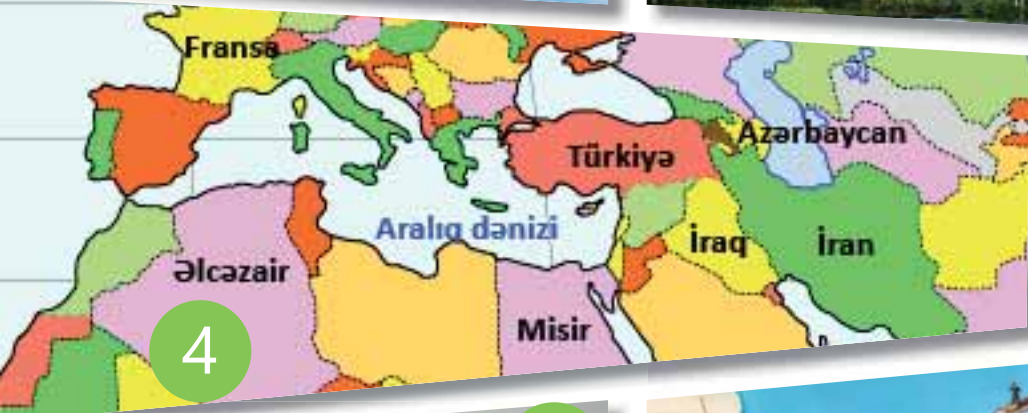 Fransa
Azərbaycan
Türkiyə
Aralıq dənizi
İraq
İran
Əlcəzair
Misir
4